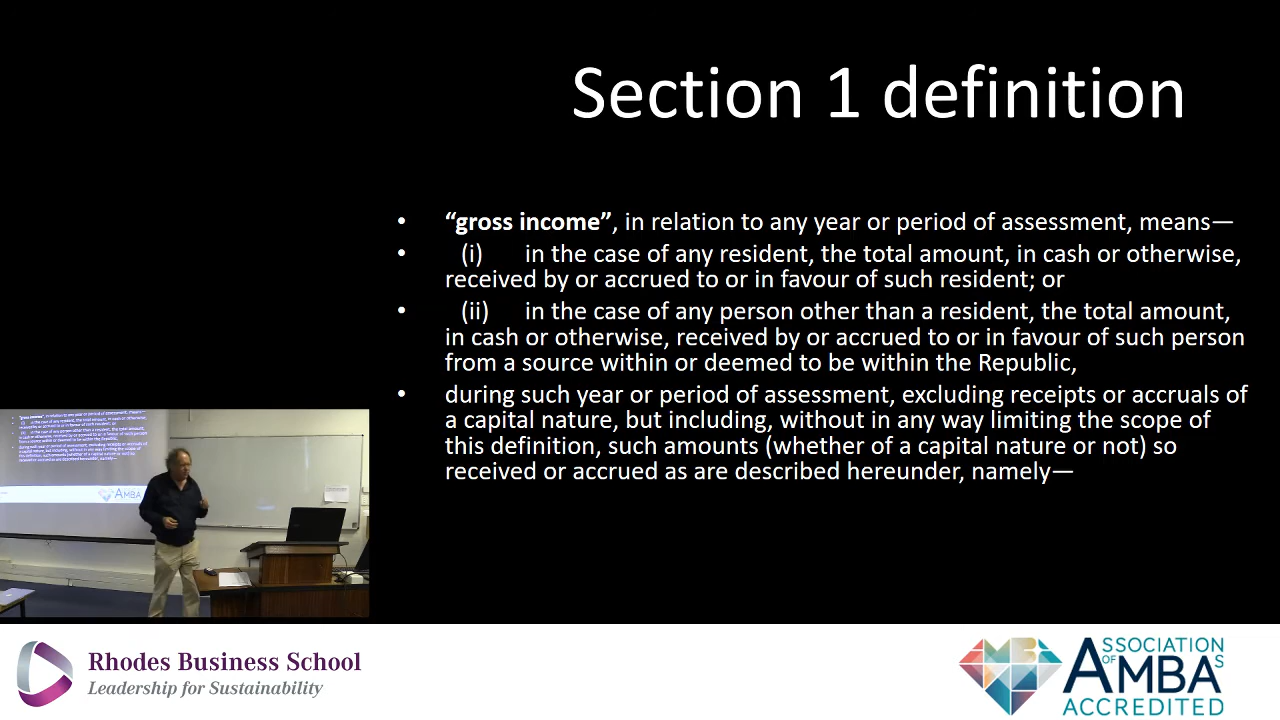 Section 1 definition
• “gross income”, in relation to any year or period of assessment, means—
• (i) in the case of any resident, the total amount, in cash or otherwise,
received by or accrued to or in favour of such resident; or
• (ii) in the case of any person other than a resident, the total amount,
in cash or otherwise, received by or accrued to or in favour of such person
from a source within or deemed to be within the Republic,
• during such year or period of assessment, excluding receipts or accruals of
a capital nature, but including, without in any way limiting the scope of
this definition, such amounts (whether of a capital nature or not) so
received or accrued as are described hereunder, namely—
AMBA
Rhodes Business School
Leadership for Sustainability
ASSOCIATION
OF
AMBAs
ACCREDITED